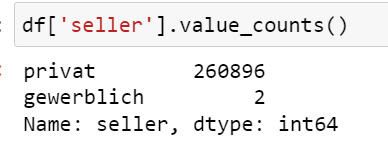 df['seller'].value_counts()
privat 260896
gewerblich 2
Name: seller, dtype: int64